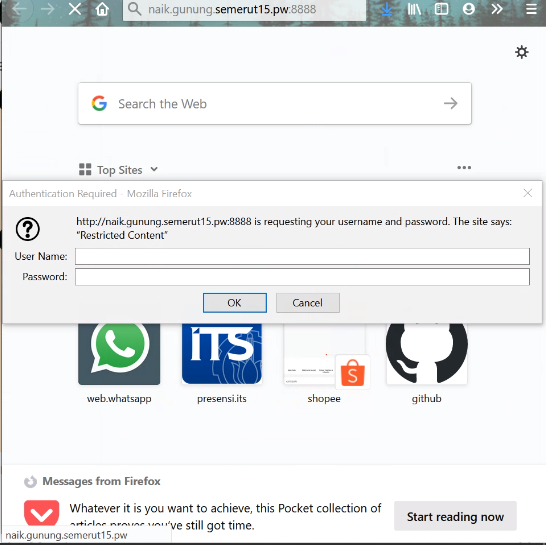 naik.gunung.semerut15.pw:8888
Search the Web
Top Sites
Authentication Required - Mozilla Firefox
http://naik.gunung.semerut15.pw:8888 is requesting your username and password. The site says:
“Restricted Content”
User Name:
Password:
OK
Cancel
ITS
S
web.whatsapp
presensi.its
shopee
github
Messages from Firefox
Whatever it is you want to achieve, this Pocket collection of
articles proves you've still got time.
Start reading now
naik.gunung.semerut15.pw